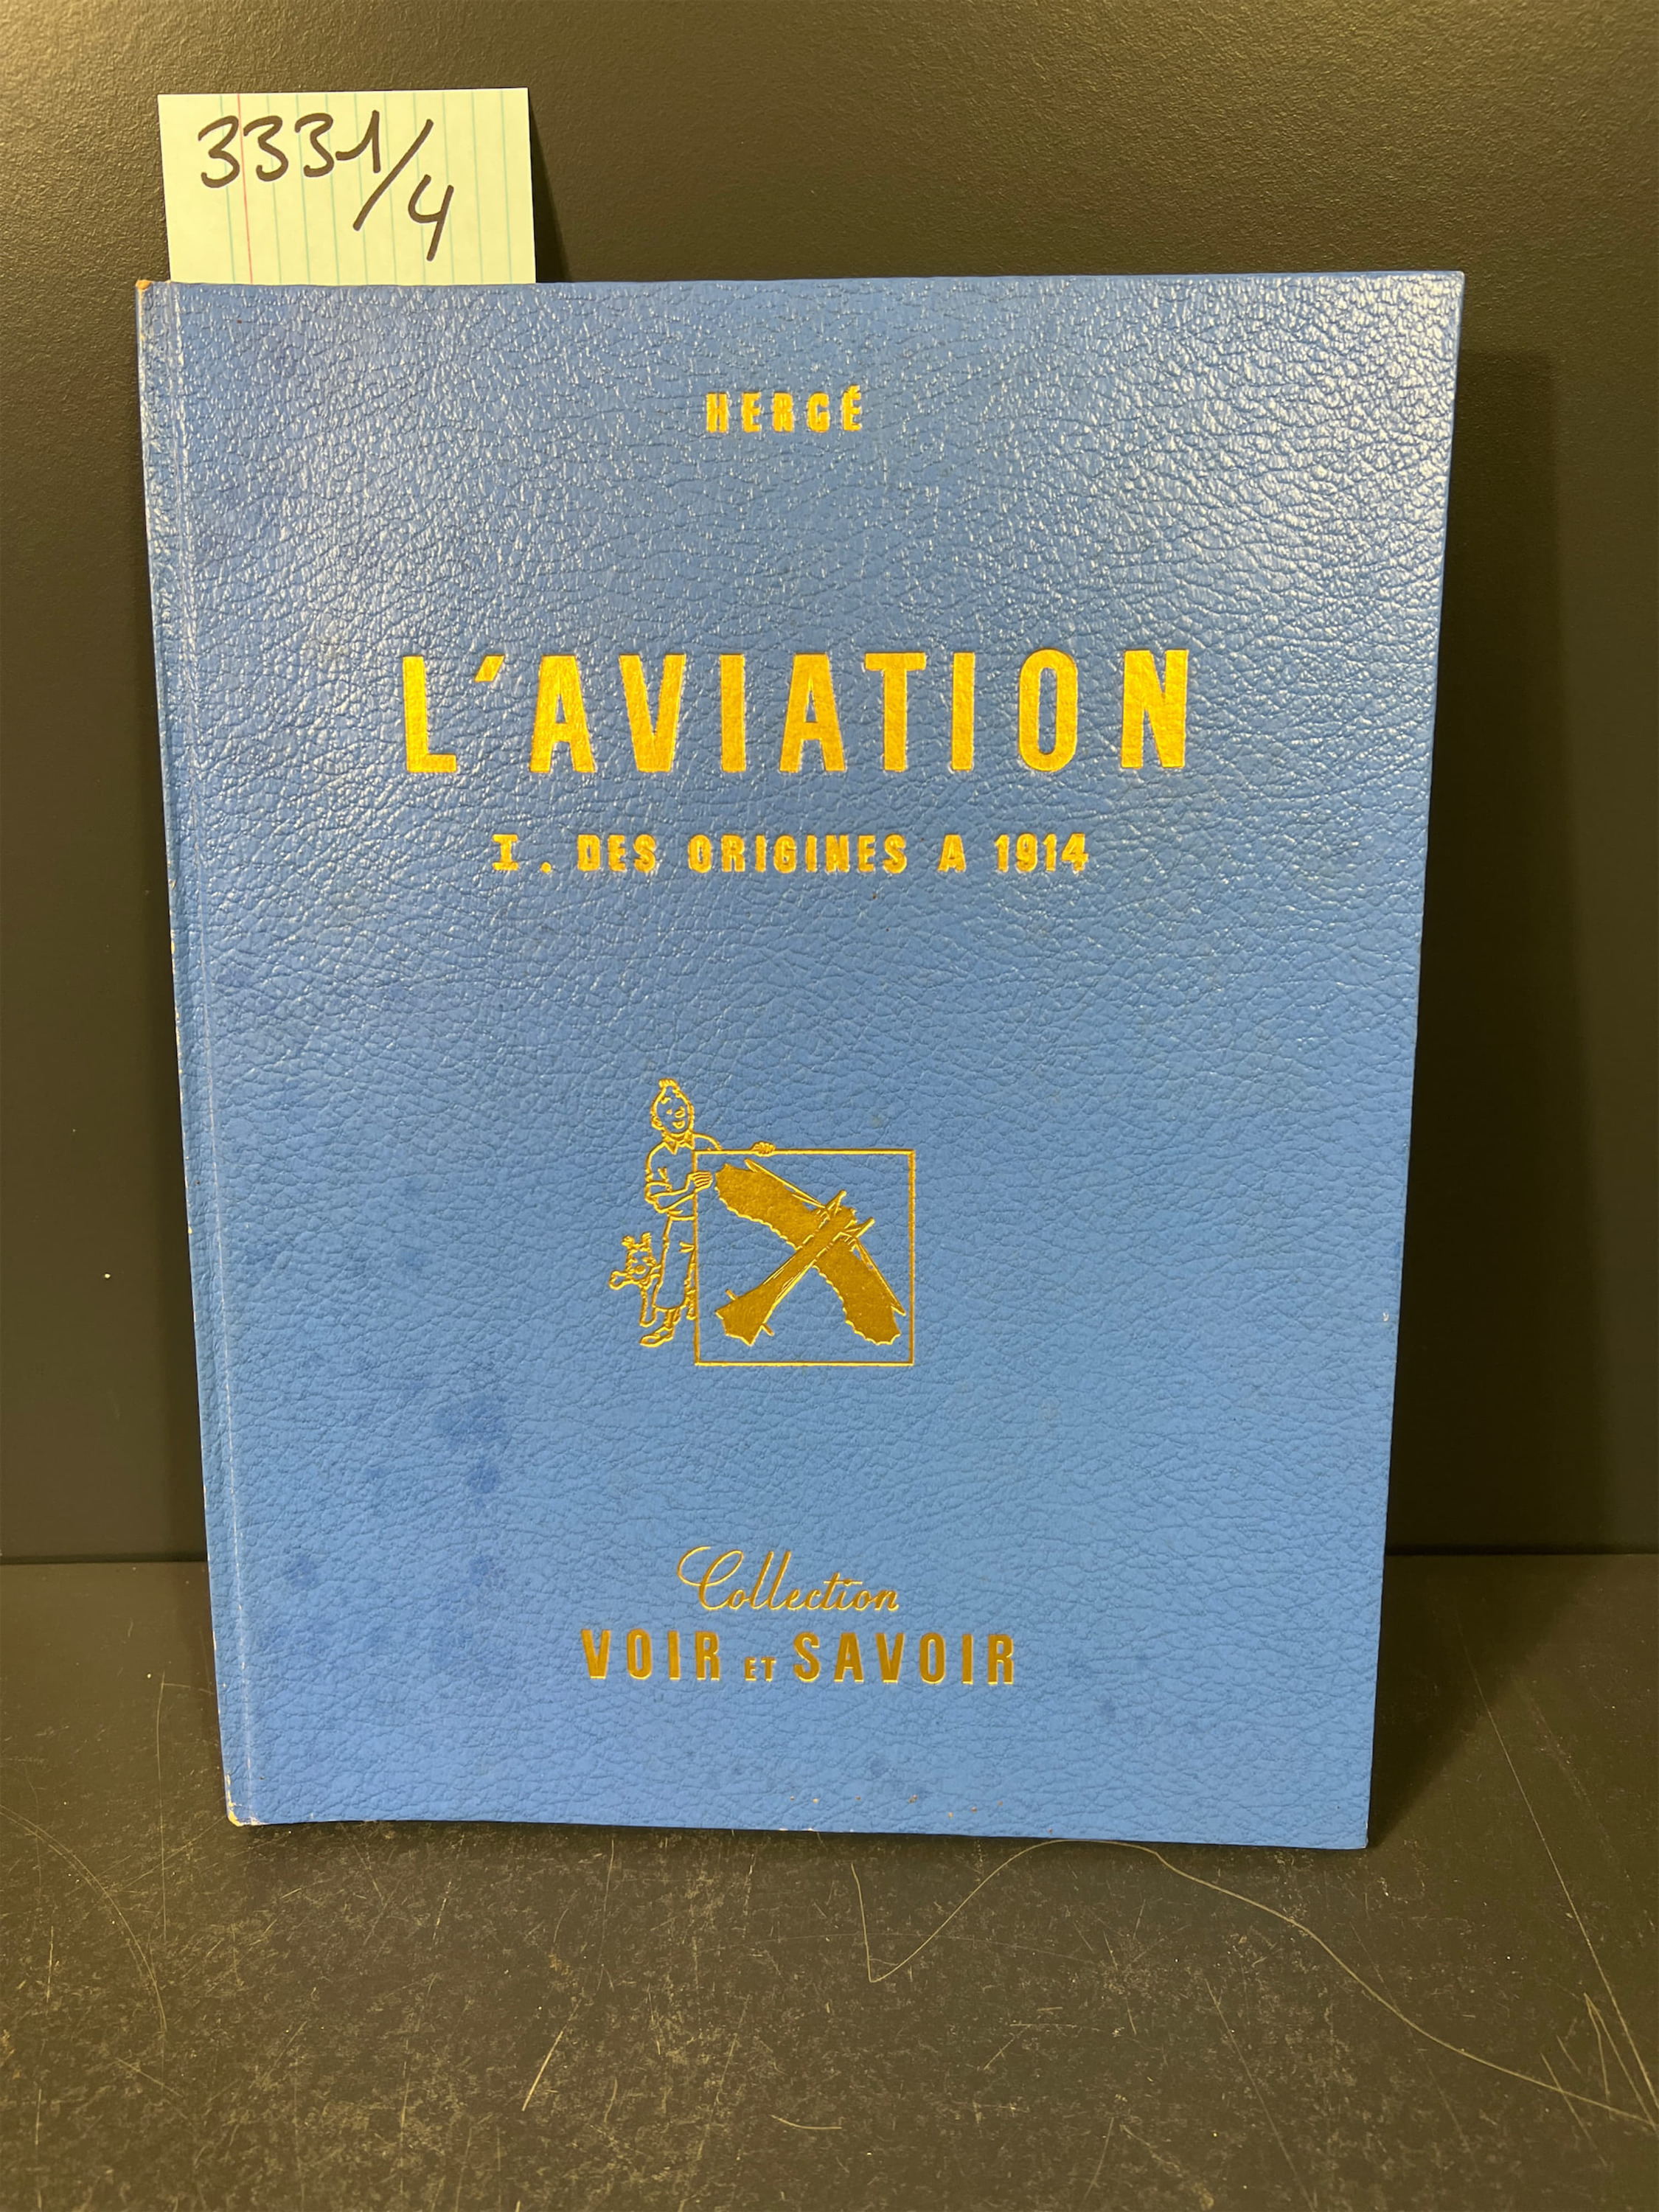 3331/4
HERGÉ
L'AVIATION
I. DES ORIGINES A 1914
Collection
VOIR ET SAVOIR